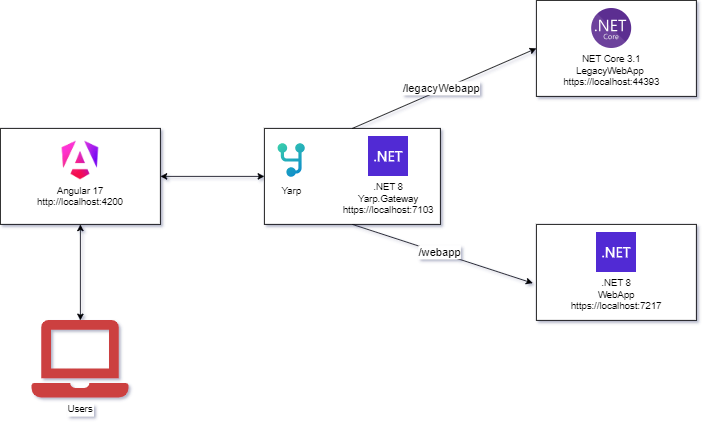 .NET
Core
NET Core 3.1
LegacyWebApp
https://localhost:44393
/legacyWebapp
Angular 17
http://localhost:4200
Yarp
.NET
.NET 8
Yarp.Gateway
https://localhost:7103
/webapp
.NET
.NET 8
WebApp
https://localhost:7217
Users